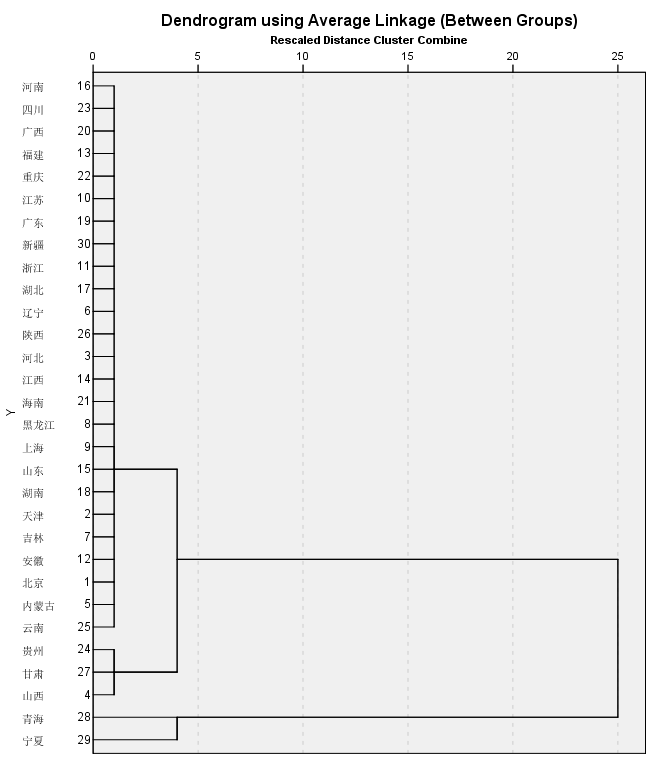 Dendrogram using Average Linkage (Between Groups)
Rescaled Distance Cluster Combine
0 5 10 15 20 25
河南 16
四川 23
广西 20
福建 13
重庆 22
江苏 10
广东 19
新疆 30
浙江 11
湖北 17
辽宁 6
陕西 26
河北 3
江西 14
海南 21
黑龙江 8
上海 9
山东 15
湖南 18
天津 2
吉林 7
安徽 12
北京 1
内蒙古 5
云南 25
贵州 24
甘肃 27
山西 4
青海 28
宁夏 29
Y